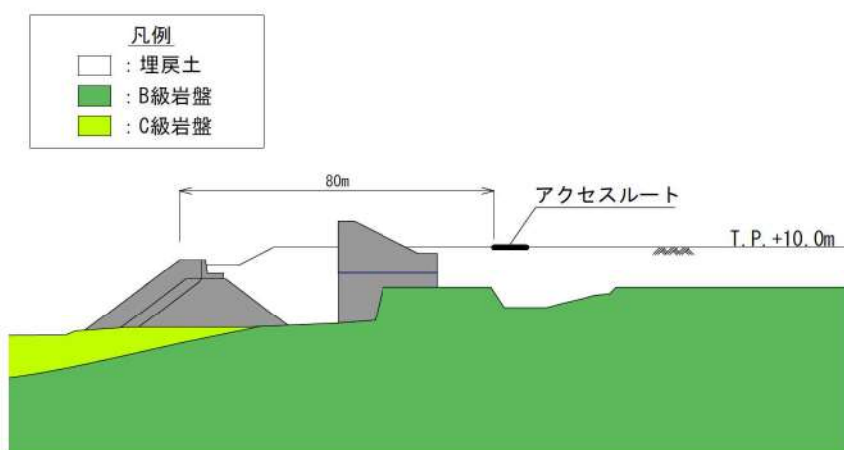 凡例
：埋戻土
：B級岩盤
：C級岩盤
80m
アクセスルート
T.P.+10.0m